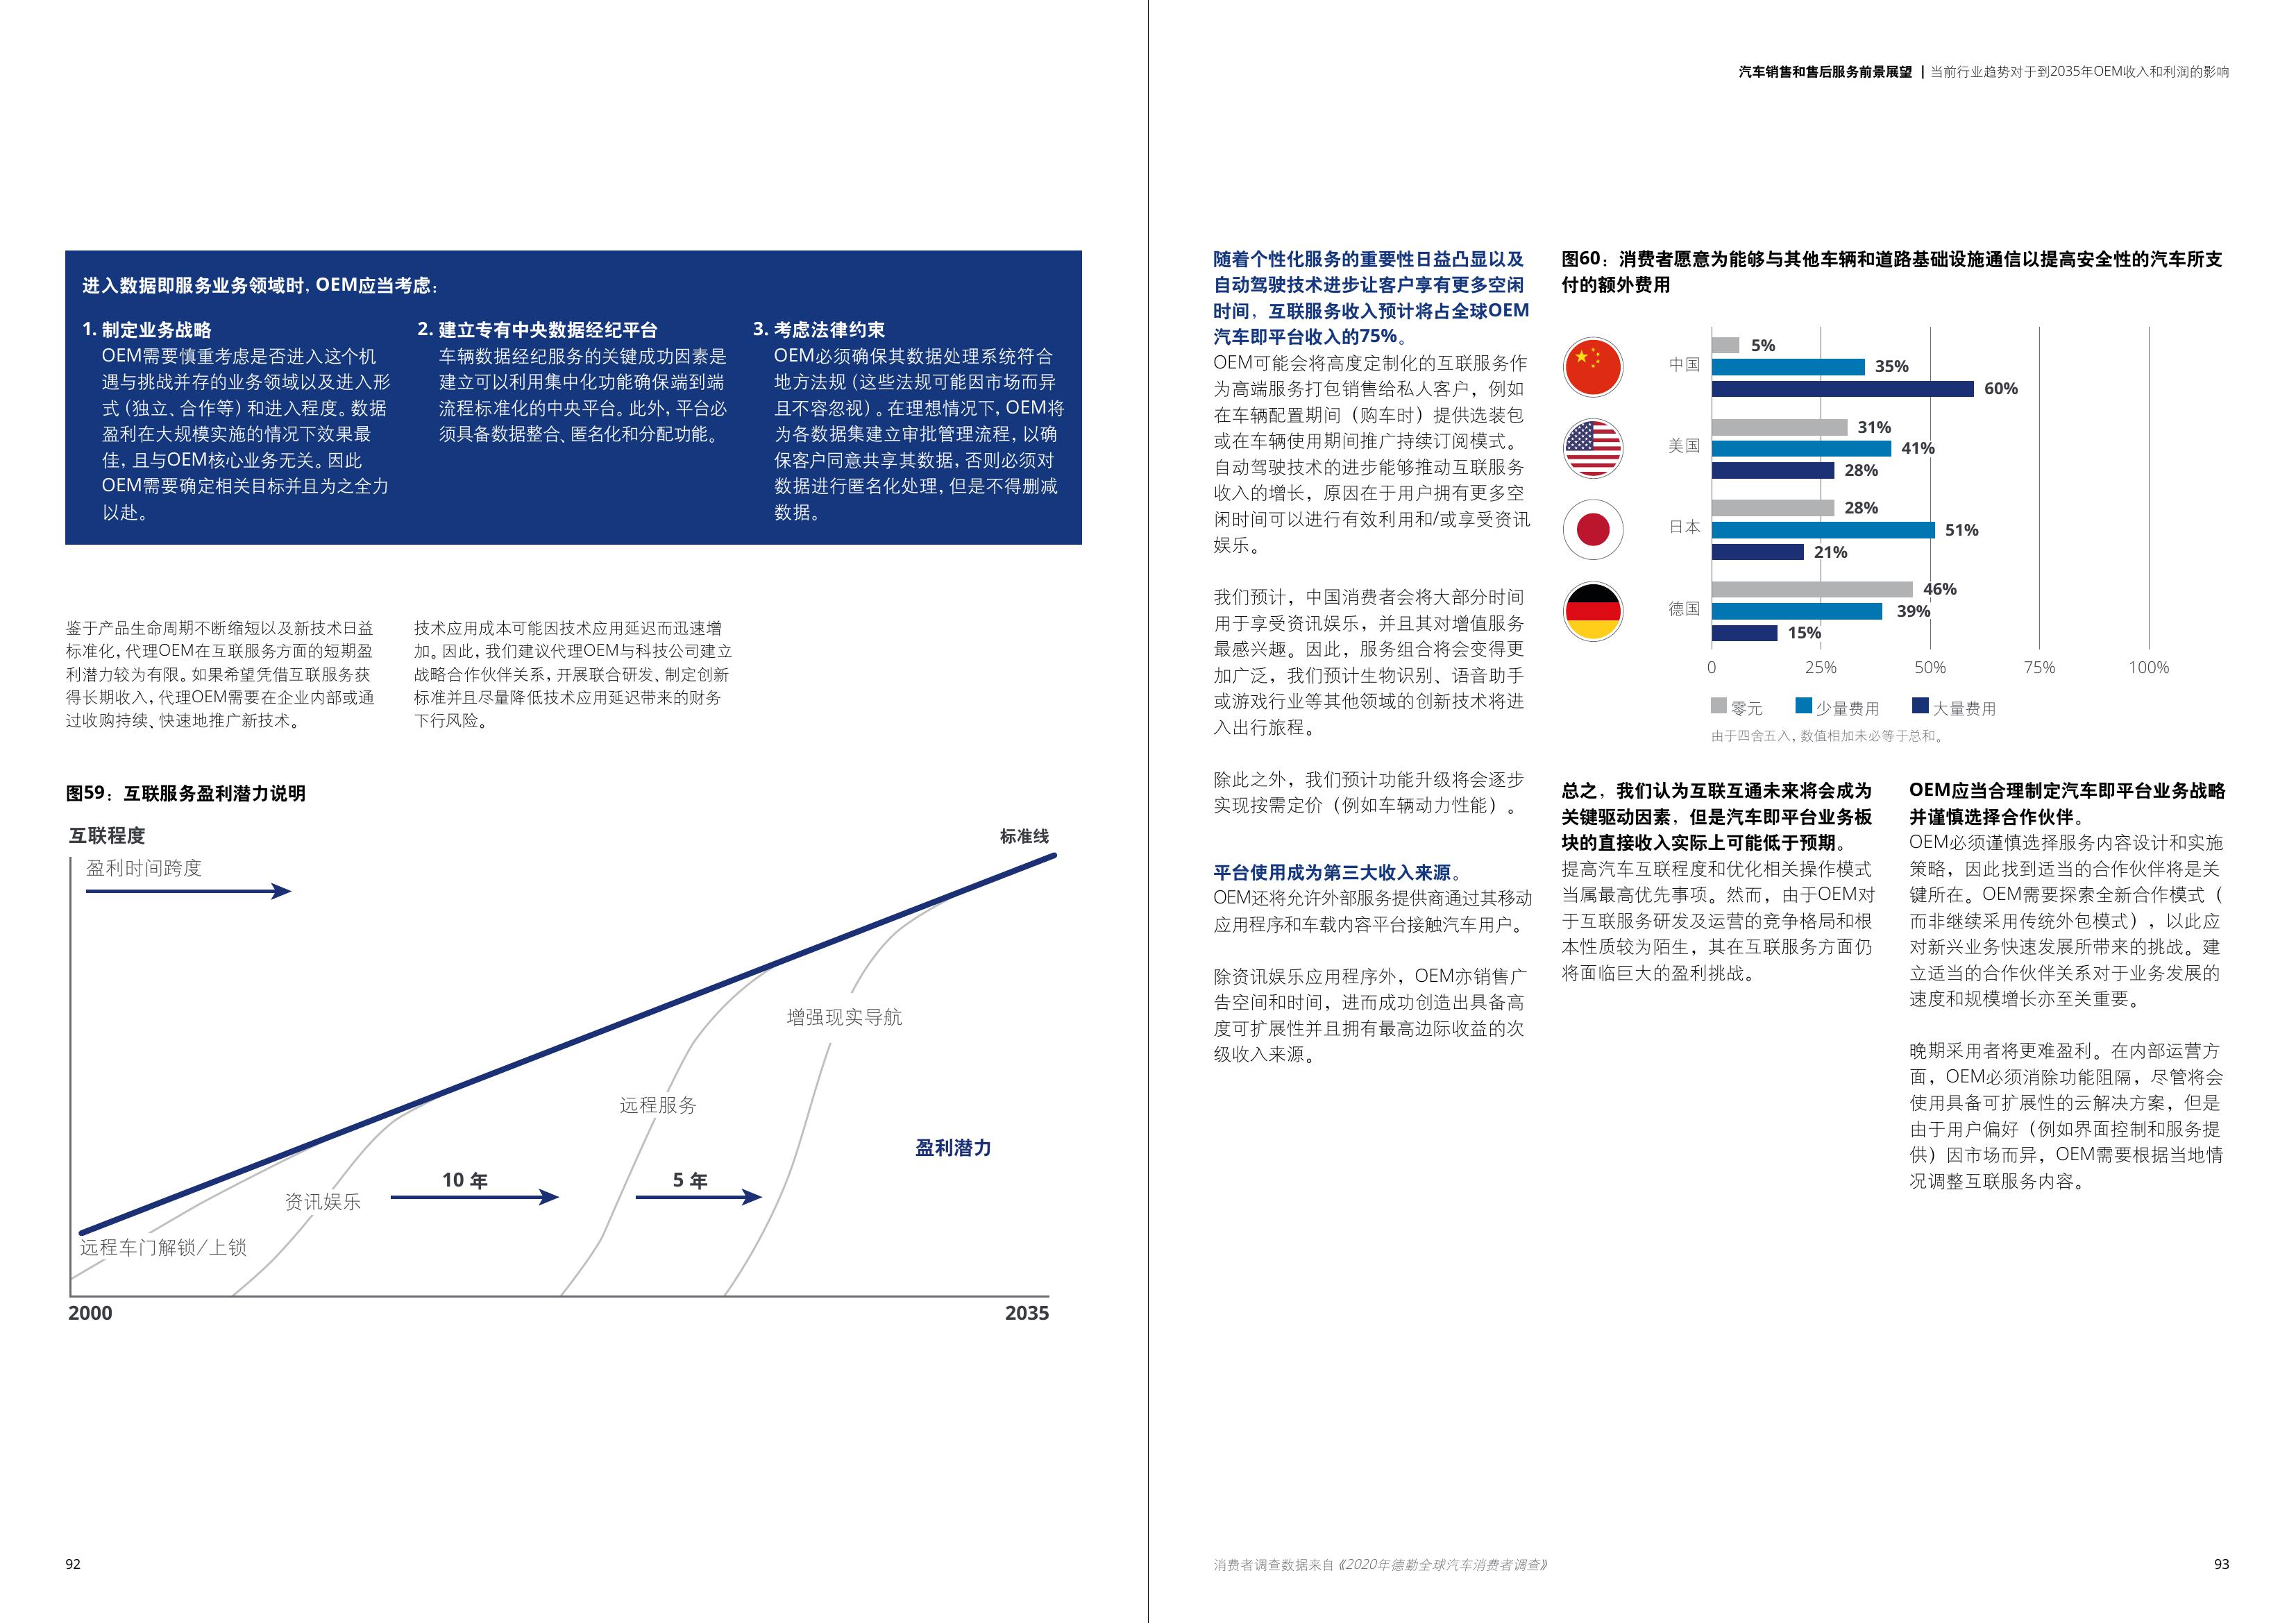 汽车销售和售后服务前景展望 | 当前行业趋势对于到2035年OEM收入和利润的影响
进入数据即服务业务领域时，OEM应当考虑：
1. 制定业务战略
OEM需要慎重考虑是否进入这个机
遇与挑战并存的业务领域以及进入形
式（独立、合作等）和进入程度。数据
盈利在大规模实施的情况下效果最
佳，且与OEM核心业务无关。因此
OEM需要确定相关目标并且为之全力
以赴。
2. 建立专有中央数据经纪平台
车辆数据经纪服务的关键成功因素是
建立可以利用集中化功能确保端到端
流程标准化的中央平台。此外，平台必
须具备数据整合、匿名化和分配功能。
3. 考虑法律约束
OEM必须确保其数据处理系统符合
地方法规（这些法规可能因市场而异
且不容忽视）。在理想情况下，OEM将
为各数据集建立审批管理流程，以确
保客户同意共享其数据，否则必须对
数据进行匿名化处理，但是不得删减
数据。
鉴于产品生命周期不断缩短以及新技术日益
标准化，代理OEM在互联服务方面的短期盈
利潜力较为有限。如果希望凭借互联服务获
得长期收入，代理OEM需要在企业内部或通
过收购持续、快速地推广新技术。
技术应用成本可能因技术应用延迟而迅速增
加。因此，我们建议代理OEM与科技公司建立
战略合作伙伴关系，开展联合研发、制定创新
标准并且尽量降低技术应用延迟带来的财务
下行风险。
图59：互联服务盈利潜力说明
互联程度
标准线
盈利时间跨度
增强现实导航
远程服务
盈利潜力
10 年
5 年
资讯娱乐
远程车门解锁/上锁
2000
2035
92
随着个性化服务的重要性日益凸显以及
自动驾驶技术进步让客户享有更多空闲
时间，互联服务收入预计将占全球OEM
汽车即平台收入的75%。
OEM可能会将高度定制化的互联服务作
为高端服务打包销售给私人客户，例如
在车辆配置期间（购车时）提供选装包
或在车辆使用期间推广持续订阅模式。
自动驾驶技术的进步能够推动互联服务
收入的增长，原因在于用户拥有更多空
闲时间可以进行有效利用和/或享受资讯
娱乐。
我们预计，中国消费者会将大部分时间
用于享受资讯娱乐，并且其对增值服务
最感兴趣。因此，服务组合将会变得更
加广泛，我们预计生物识别、语音助手
或游戏行业等其他领域的创新技术将进
入出行旅程。
除此之外，我们预计功能升级将会逐步
实现按需定价（例如车辆动力性能）。
平台使用成为第三大收入来源。
OEM还将允许外部服务提供商通过其移动
应用程序和车载内容平台接触汽车用户。
除资讯娱乐应用程序外，OEM亦销售广
告空间和时间，进而成功创造出具备高
度可扩展性并且拥有最高边际收益的次
级收入来源。
图60：消费者愿意为能够与其他车辆和道路基础设施通信以提高安全性的汽车所支
付的额外费用
中国
5%
35%
60%
美国
31%
41%
28%
日本
28%
51%
21%
德国
46%
39%
15%
0 25% 50% 75% 100%
零元 少量费用 大量费用
由于四舍五入，数值相加未必等于总和。
总之，我们认为互联互通未来将会成为
关键驱动因素，但是汽车即平台业务板
块的直接收入实际上可能低于预期。
提高汽车互联程度和优化相关操作模式
当属最高优先事项。然而，由于OEM对
于互联服务研发及运营的竞争格局和根
本性质较为陌生，其在互联服务方面仍
将面临巨大的盈利挑战。
OEM应当合理制定汽车即平台业务战略
并谨慎选择合作伙伴。
OEM必须谨慎选择服务内容设计和实施
策略，因此找到适当的合作伙伴将是关
键所在。OEM需要探索全新合作模式（
而非继续采用传统外包模式），以此应
对新兴业务快速发展所带来的挑战。建
立适当的合作伙伴关系对于业务发展的
速度和规模增长亦至关重要。
晚期采用者将更难盈利。在内部运营方
面，OEM必须消除功能阻隔，尽管将会
使用具备可扩展性的云解决方案，但是
由于用户偏好（例如界面控制和服务提
供）因市场而异，OEM需要根据当地情
况调整互联服务内容。
消费者调查数据来自《2020年德勤全球汽车消费者调查》
93